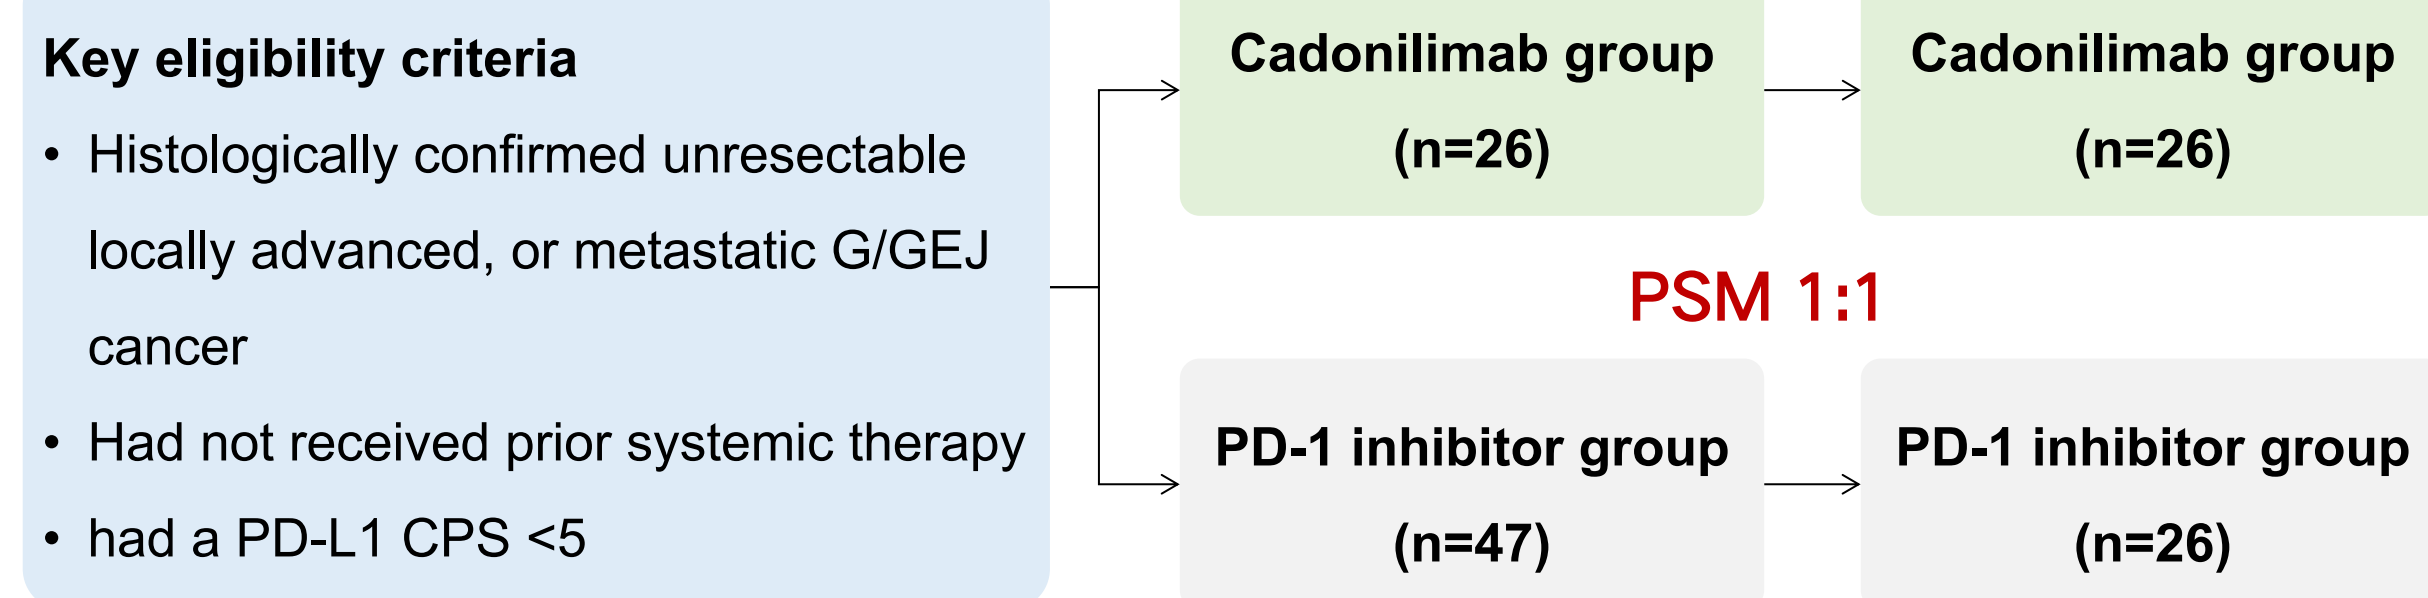 Key eligibility criteria
• Histologically confirmed unresectable
locally advanced, or metastatic G/GEJ
cancer
• Had not received prior systemic therapy
• had a PD-L1 CPS <5
Cadonilimab group
(n=26)
Cadonilimab group
(n=26)
PSM 1:1
PD-1 inhibitor group
(n=47)
PD-1 inhibitor group
(n=26)